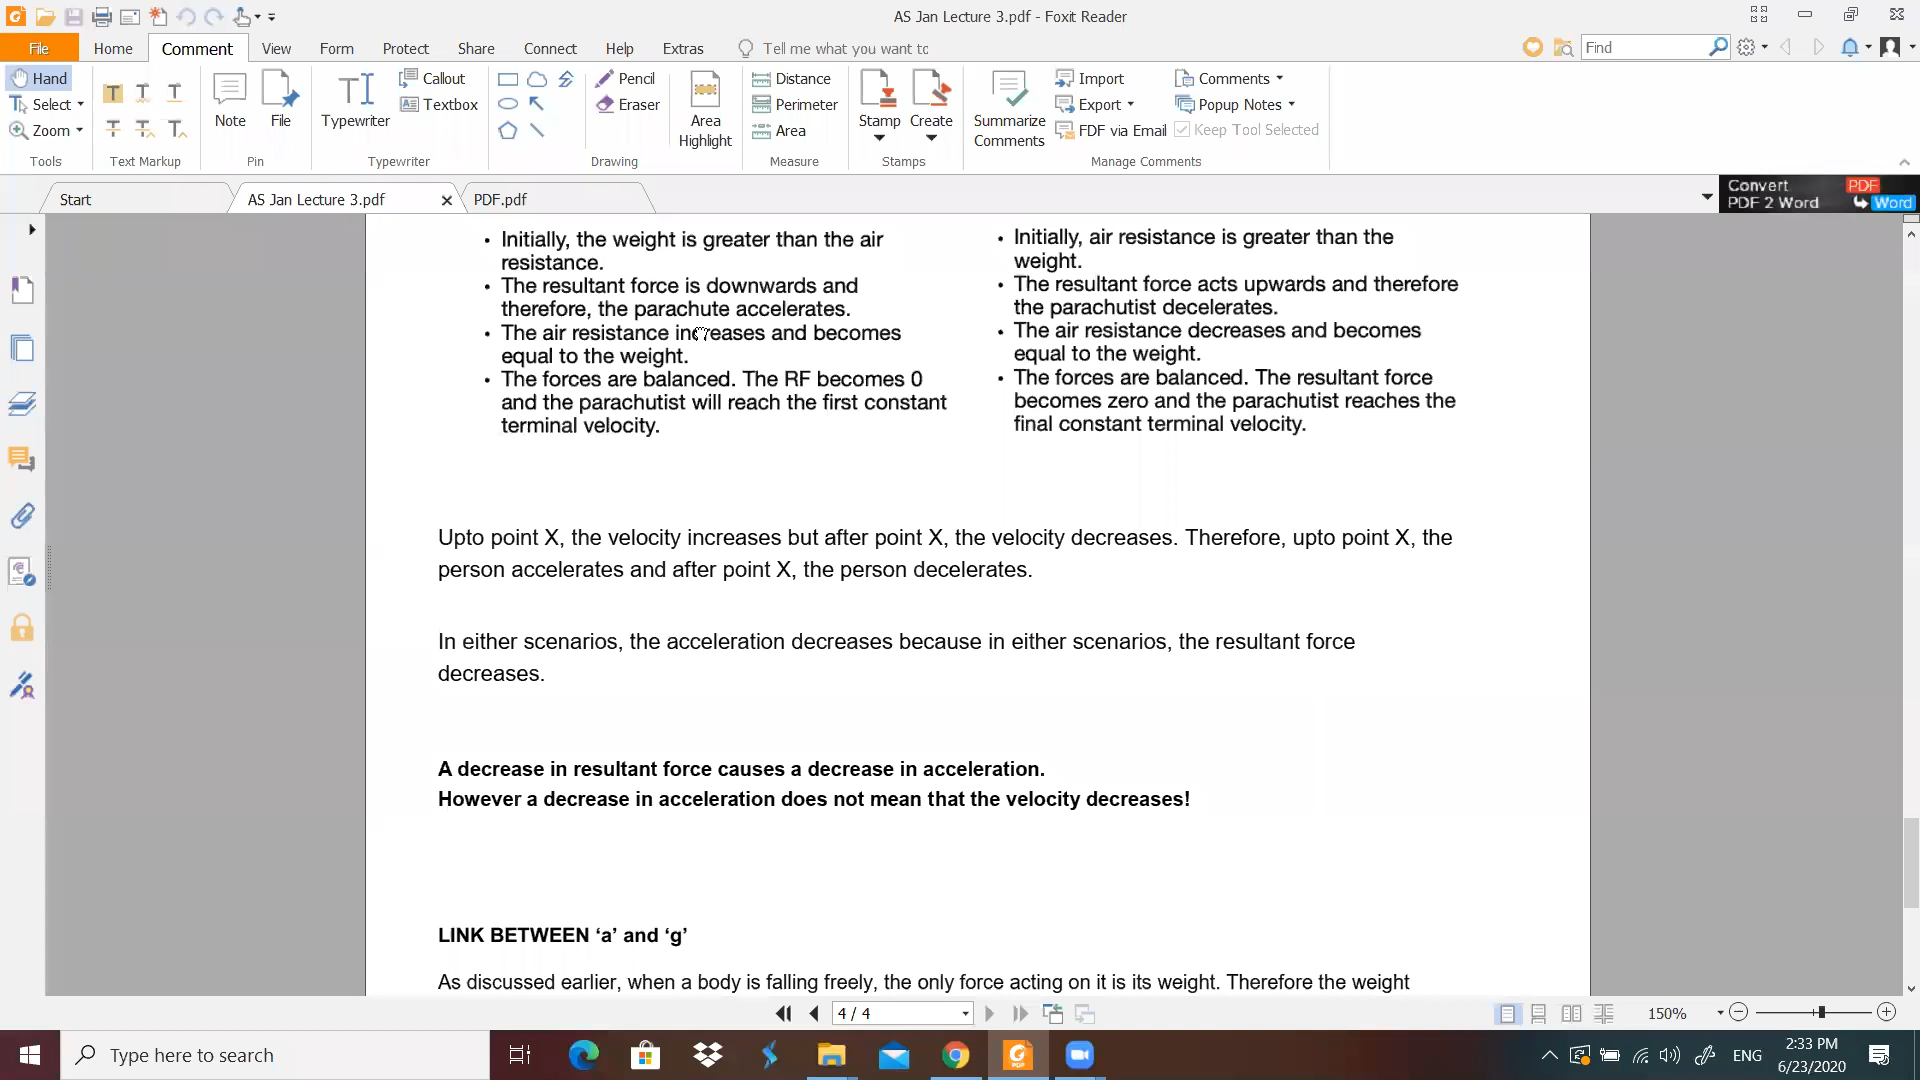 AS Jan Lecture 3.pdf - Foxit Reader
File Home Comment View Form Protect Share Connect Help Extras Tell me what you want to Find
Hand
Select
Zoom
Tools
Text Markup
Note
File
Pin
Typewriter
Callout
Textbox
Typewriter
Pencil
Eraser
Drawing
Area
Highlight
Distance
Perimeter
Area
Measure
Stamp
Create
Stamps
Summarize
Comments
Import
Export
FDF via Email
Comments
Popup Notes
Keep Tool Selected
Manage Comments
Start
AS Jan Lecture 3.pdf
PDF.pdf
Convert PDF
PDF 2 Word Word
• Initially, the weight is greater than the air
resistance.
• The resultant force is downwards and
therefore, the parachute accelerates.
• The air resistance increases and becomes
equal to the weight.
• The forces are balanced. The RF becomes 0
and the parachutist will reach the first constant
terminal velocity.
• Initially, air resistance is greater than the
weight.
• The resultant force acts upwards and therefore
the parachutist decelerates.
• The air resistance decreases and becomes
equal to the weight.
• The forces are balanced. The resultant force
becomes zero and the parachutist reaches the
final constant terminal velocity.
Upto point X, the velocity increases but after point X, the velocity decreases. Therefore, upto point X, the
person accelerates and after point X, the person decelerates.
In either scenarios, the acceleration decreases because in either scenarios, the resultant force
decreases.
A decrease in resultant force causes a decrease in acceleration.
However a decrease in acceleration does not mean that the velocity decreases!
LINK BETWEEN ‘a’ and ‘g’
As discussed earlier, when a body is falling freely, the only force acting on it is its weight. Therefore the weight
4 / 4
150%
Type here to search
ENG
2:33 PM
6/23/2020